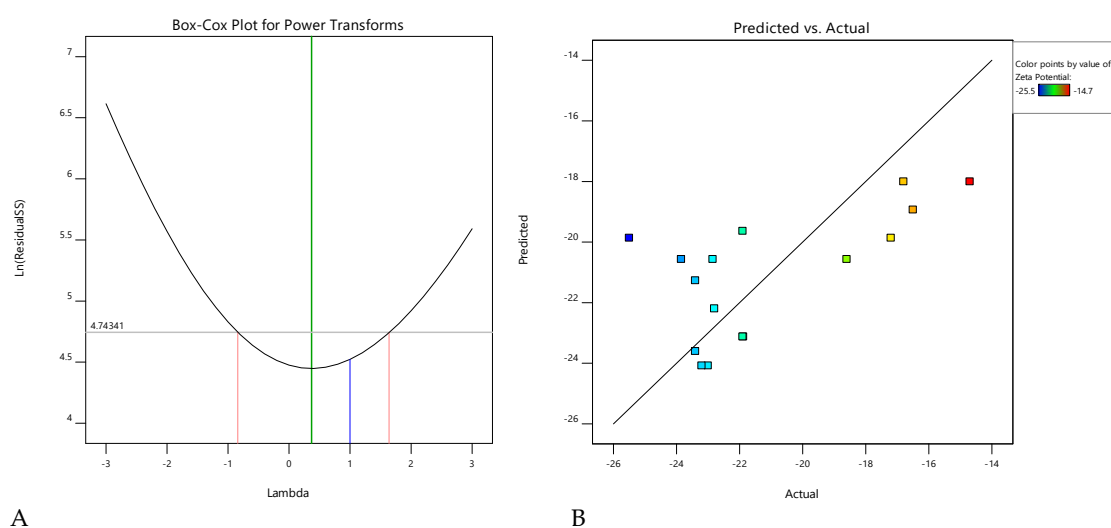 Box-Cox Plot for Power Transforms
Ln(ResidualSS)
7
6.5
6
5.5
5
4.5
4
4.74341
-3 -2 -1 0 1 2 3
Lambda
A
Predicted vs. Actual
Predicted
-14
-16
-18
-20
-22
-24
-26
-26 -24 -22 -20 -18 -16 -14
Actual
Color points by value of
Zeta Potential:
-25.5 -14.7
B